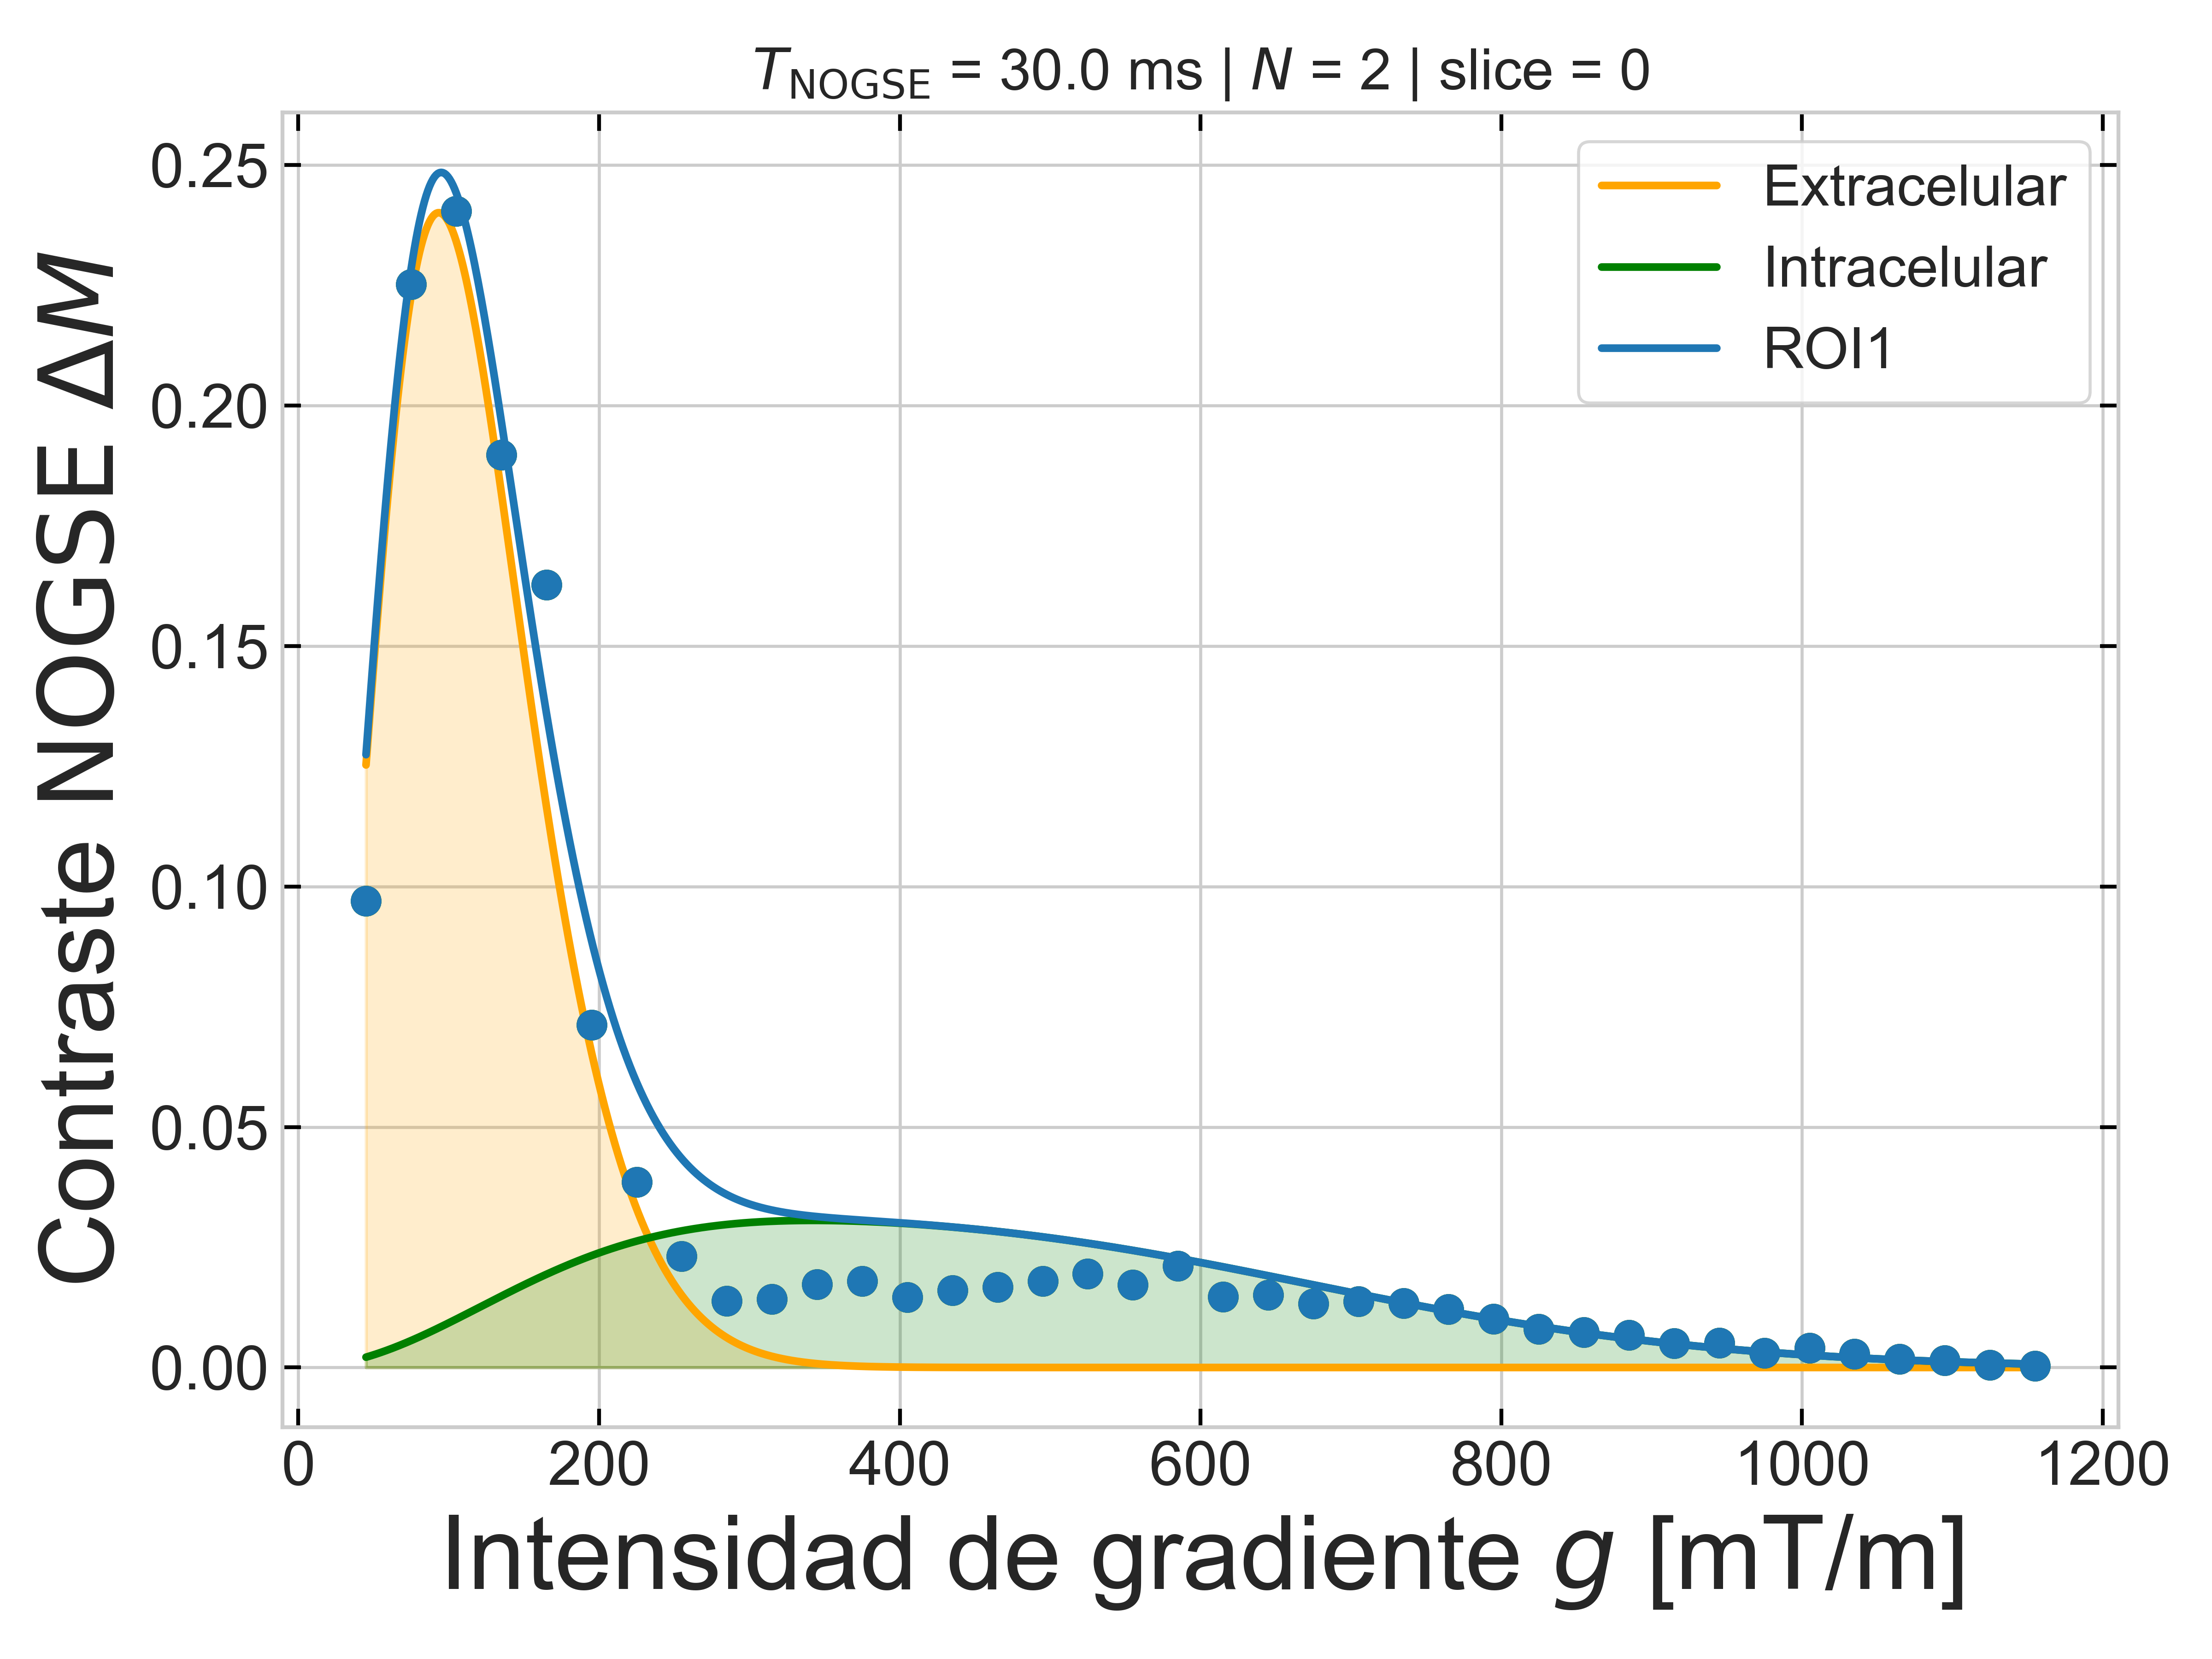 T_NOGSE = 30.0 ms | N = 2 | slice = 0
Contraste NOGSE ΔM
0.25
0.20
0.15
0.10
0.05
0.00
Extracelular
Intracelular
ROI1
0 200 400 600 800 1000 1200
Intensidad de gradiente g [mT/m]